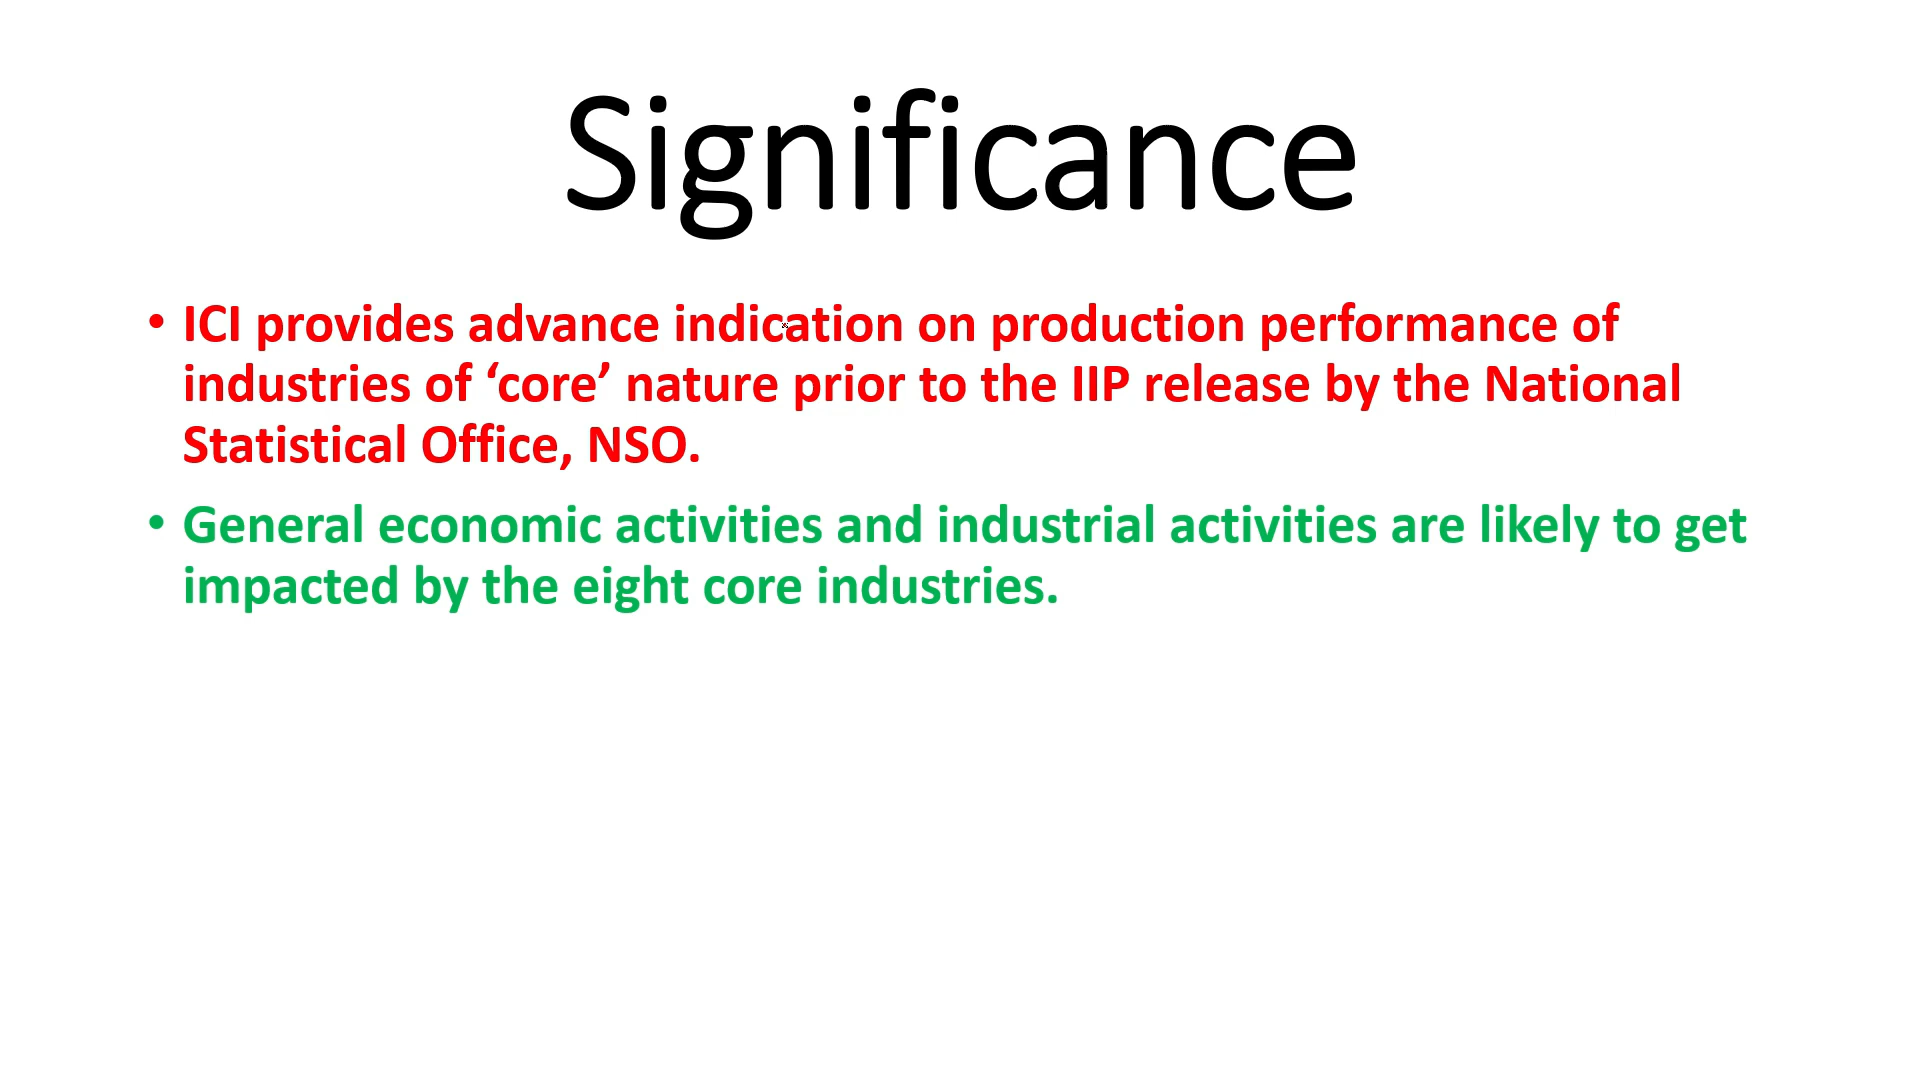 Significance
• ICI provides advance indication on production performance of
industries of ‘core’ nature prior to the IIP release by the National
Statistical Office, NSO.
• General economic activities and industrial activities are likely to get
impacted by the eight core industries.